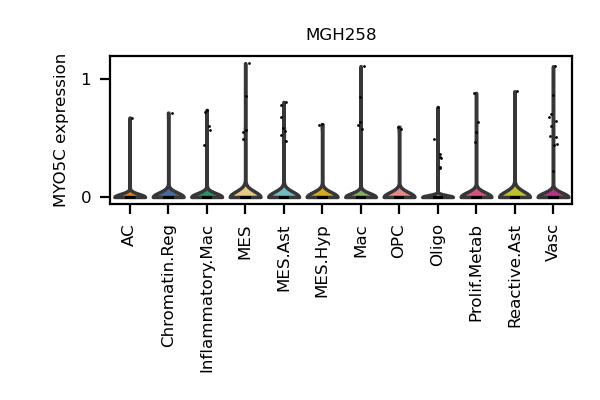 MGH258
MYO5C expression
1
0
AC
Chromatin.Reg
Inflammatory.Mac
MES
MES.Ast
MES.Hyp
Mac
OPC
Oligo
Prolif.Metab
Reactive.Ast
Vasc